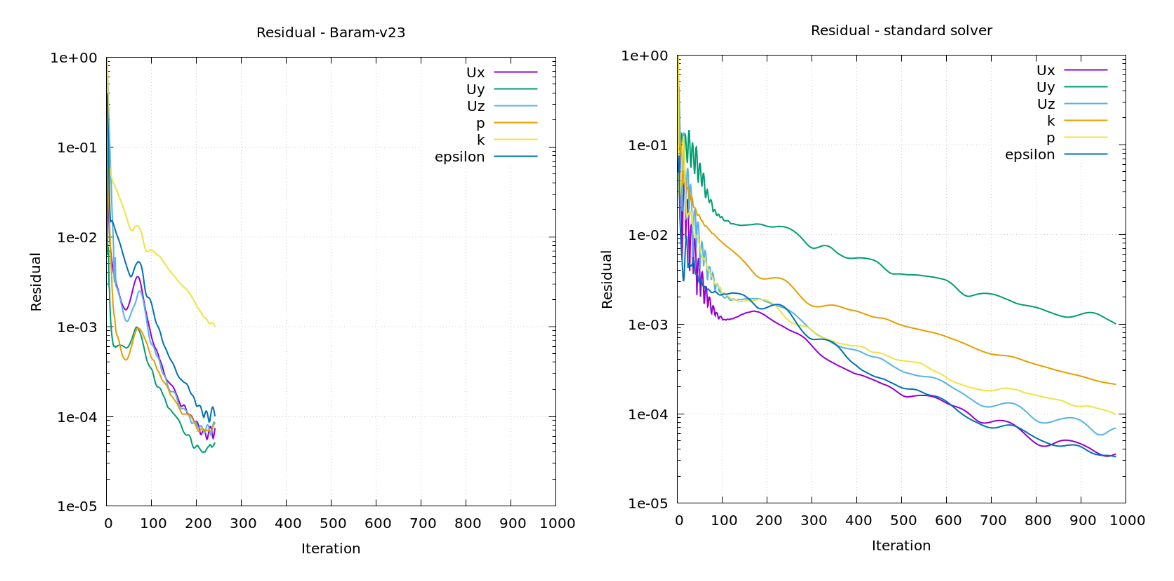 Residual - Baram-v23
1e+00
1e-01
1e-02
1e-03
1e-04
1e-05
Residual
Ux
Uy
Uz
p
k
epsilon
0 100 200 300 400 500 600 700 800 900 1000
Iteration
Residual - standard solver
1e+00
1e-01
1e-02
1e-03
1e-04
1e-05
Residual
Ux
Uy
Uz
k
p
epsilon
0 100 200 300 400 500 600 700 800 900 1000
Iteration